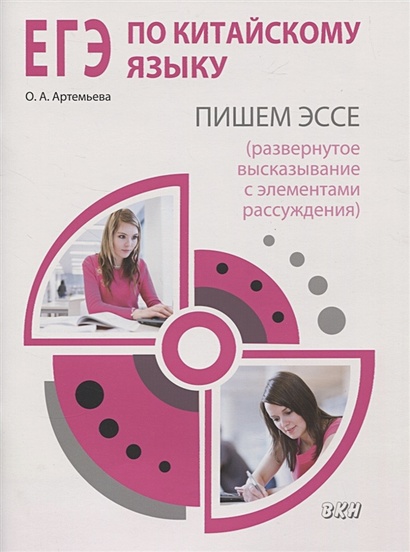 ЕГЭ ПО КИТАЙСКОМУ
ЯЗЫКУ
О. А. Артемьева
ПИШЕМ ЭССЕ
(развернутое
высказывание
с элементами
рассуждения)
ВКН